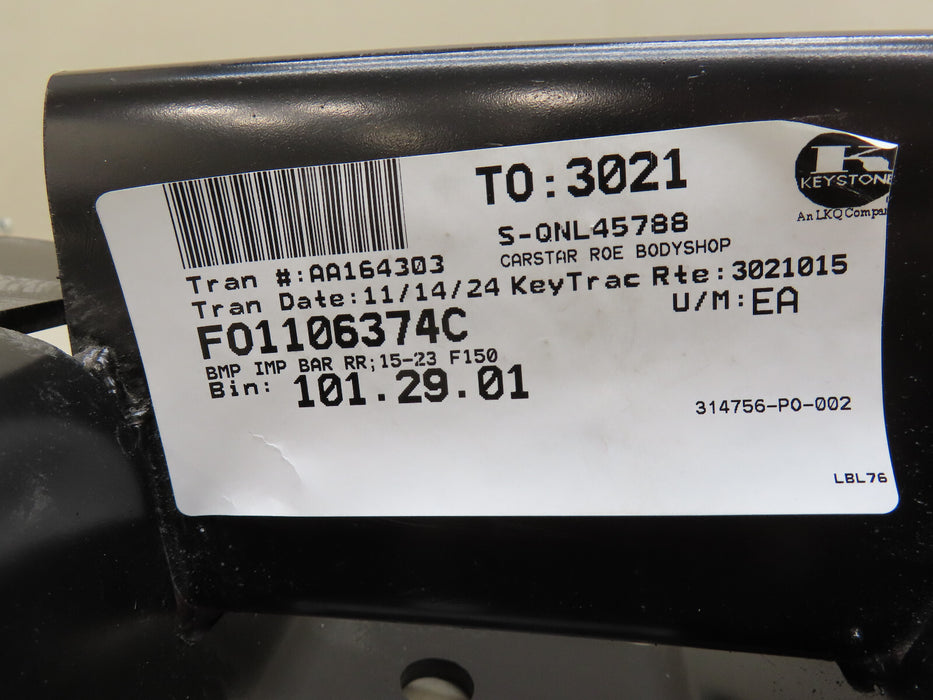 TO:3021
K
KEYSTONE
An LKQ Compa
S-QNL45788
CARSTAR ROE BODYSHOP
Tran #:AA164303
Tran Date:11/14/24 KeyTrac Rte:3021015
FO1106374C
U/M:EA
BMP IMP BAR RR;15-23 F150
Bin: 101.29.01
314756-PO-002
LBL76